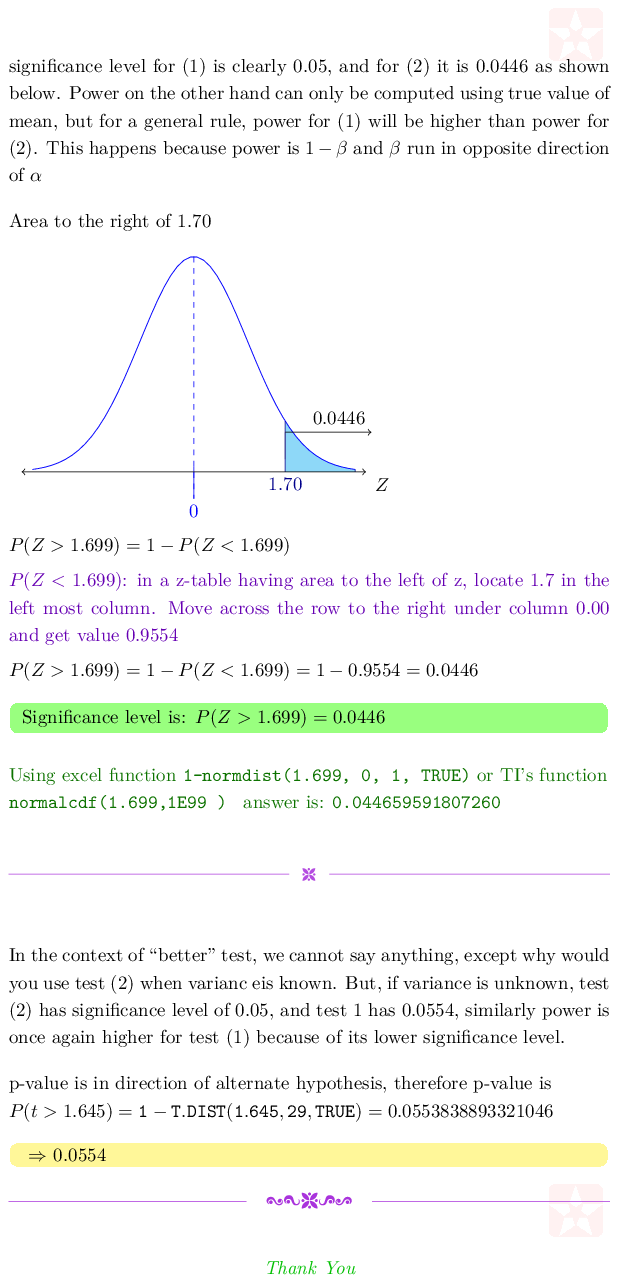 significance level for (1) is clearly 0.05, and for (2) it is 0.0446 as shown
below. Power on the other hand can only be computed using true value of
mean, but for a general rule, power for (1) will be higher than power for
(2). This happens because power is 1 − β and β run in opposite direction
of α
Area to the right of 1.70
0.0446
1.70
Z
0
P(Z > 1.699) = 1 − P(Z < 1.699)
P(Z < 1.699): in a z-table having area to the left of z, locate 1.7 in the
left most column. Move across the row to the right under column 0.00
and get value 0.9554
P(Z > 1.699) = 1 − P(Z < 1.699) = 1 − 0.9554 = 0.0446
Significance level is: P(Z > 1.699) = 0.0446
Using excel function 1-normdist(1.699, 0, 1, TRUE) or TI's function
normalcdf(1.699,1E99 ) answer is: 0.044659591807260
In the context of “better” test, we cannot say anything, except why would
you use test (2) when varianc eis known. But, if variance is unknown, test
(2) has significance level of 0.05, and test 1 has 0.0554, similarly power is
once again higher for test (1) because of its lower significance level.
p-value is in direction of alternate hypothesis, therefore p-value is
P(t > 1.645) = 1 − T.DIST(1.645, 29, TRUE) = 0.0553838893321046
⇒ 0.0554
Thank You